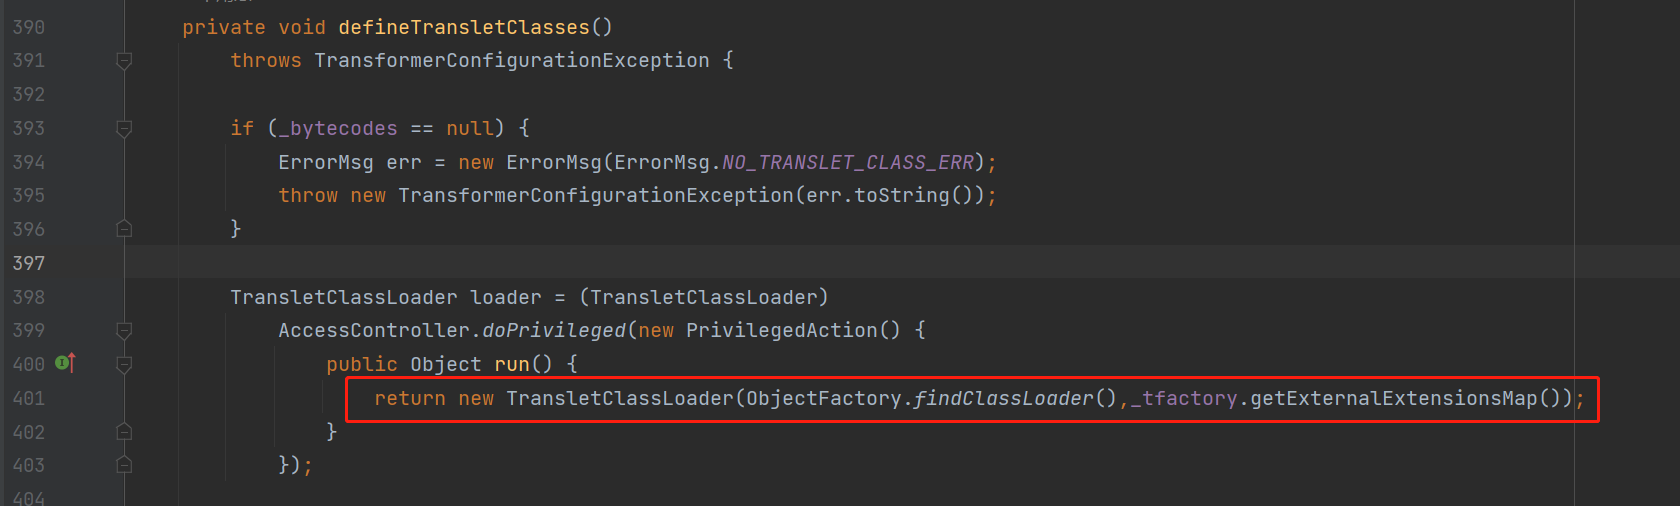 390 private void defineTransletClasses()
391 throws TransformerConfigurationException {
392
393 if (_bytecodes == null) {
394 ErrorMsg err = new ErrorMsg(ErrorMsg.NO_TRANSLET_CLASS_ERR);
395 throw new TransformerConfigurationException(err.toString());
396 }
397
398 TransletClassLoader loader = (TransletClassLoader)
399 AccessController.doPrivileged(new PrivilegedAction() {
400 public Object run() {
401 return new TransletClassLoader(ObjectFactory.findClassLoader(),_tfactory.getExternalExtensionsMap());
402 }
403 });
404